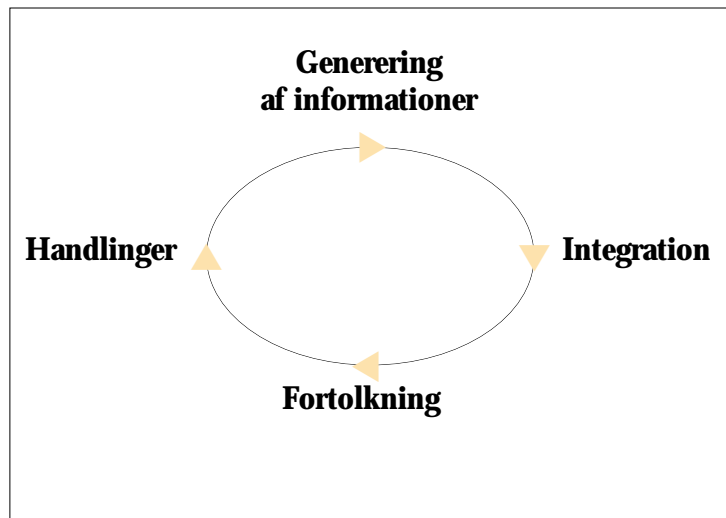 Generering
af informationer
Handlinger
Integration
Fortolkning